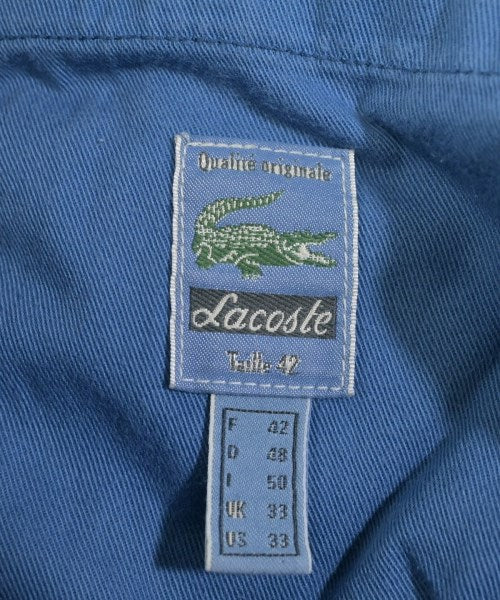 Qualité originale
Lacoste
Taille 42
F 42
D 48
I 50
UK 33
US 33